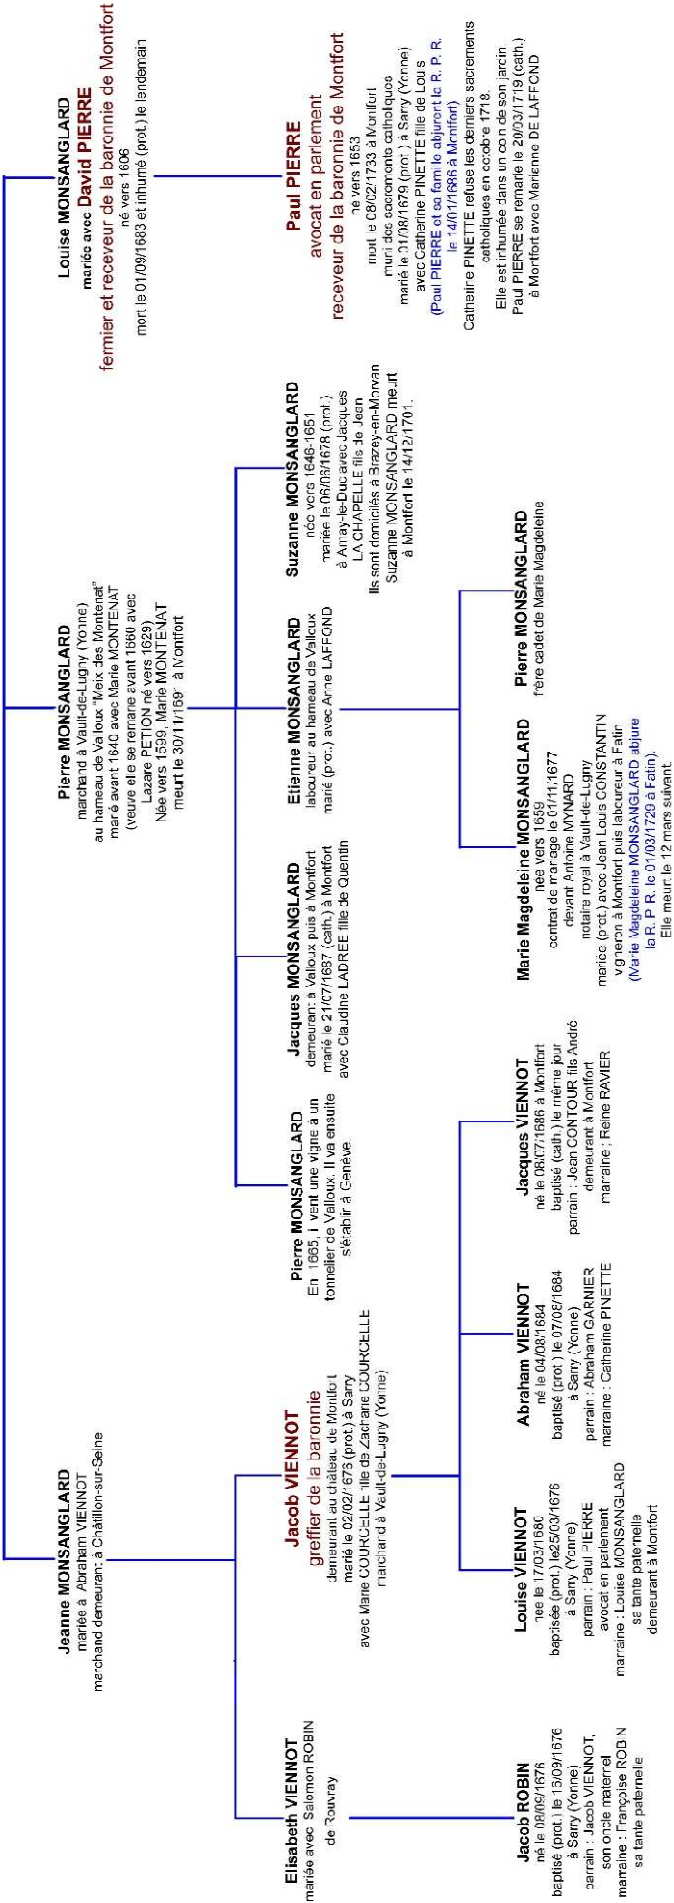 Jeanne MONSANGLARD
mariée à Abraham VIENNOT
marchand demeurant à Châtillon-sur-Seine
Pierre MONSANGLARD
marchand à Vault-de-Lugny (Yonne)
au hameau de Valloux "Meix des Montenat"
marié avant 1640 avec Marie MONTENAT
(veuve elle se remarie avant 1660 avec
Lazare PETION né vers 1629)
Née vers 1599, Marie MONTENAT
meurt le 30/11/169 à Montfort
Louise MONSANGLARD
mariée avec David PIERRE
fermier et receveur de la baronnie de Montfort
né vers 1606
mort le 01/09/1683 et inhumé (prot.) le lendemain
Elisabeth VIENNOT
mariée avec Salomon ROBIN
de Rouvray
Jacob VIENNOT
greffier de la baronnie
demeurant au château de Montfort
marié le 02/02/1673 (prot.) à Sarry
avec Marie COURCELLE fille de Zacharie COURCELLE
marchand à Vault-de-Lugny (Yonne)
Pierre MONSANGLARD
En 1665, il vent une vigne à un
tonnelier de Valloux. Il va ensuite
s'établir à Genève.
Jacques MONSANGLARD
demeurant à Valloux puis à Montfort
marié le 21/07/1687 (cath.) à Montfort
avec Claudine LADREE fille de Quentin
Etienne MONSANGLARD
laboureur au hameau de Valloux
marié (prot.) avec Anne LAFFOND
Suzanne MONSANGLARD
née vers 1646-1651
mariée le 06/06/1678 (prot.)
à Arnay-le-Duc avec Jacques
LA CHAPELLE fils de Jean
Ils sont domiciliés à Brazey-en-Morvan
Suzanne MONSANGLARD meurt
à Montfort le 14/12/1701.
Paul PIERRE
avocat en parlement
receveur de la baronnie de Montfort
né vers 1653
mort le 08/02/1733 à Montfort
muni des sacrements catholiques
marié le 01/08/1679 (prot.) à Sarry (Yonne)
avec Catherine PINETTE fille de Louis
(Paul PIERRE et sa famille abjurent la R. P. R.
le 14/01/1686 à Montfort)
Catherine PINETTE refuse les derniers sacrements
catholiques en octobre 1718.
Elle est inhumée dans un coin de son jardin.
Paul PIERRE se remarie le 20/03/1719 (cath.)
à Montfort avec Marienne DE LAFFOND
Jacob ROBIN
né le 08/09/1676
baptisé (prot.) le 13/09/1676
à Sarry (Yonne)
parrain : Jacob VIENNOT,
son oncle maternel
marraine : Françoise ROBIN
sa tante paternelle
Louise VIENNOT
née le 17/03/1680
baptisée (prot.) le 25/03/1676
à Sarry (Yonne)
parrain : Paul PIERRE
avocat en parlement
marraine : Louise MONSANGLARD
sa tante paternelle
demeurant à Montfort
Abraham VIENNOT
né le 04/08/1684
baptisé (prot.) le 07/08/1684
à Sarry (Yonne)
parrain : Abraham GARNIER
marraine : Catherine PINETTE
Jacques VIENNOT
né le 08/07/1686 à Montfort
baptisé (cath.) le même jour
parrain : Jean CONTOUR fils André
demeurant à Montfort
marraine : Reine RAVIER
Marie Magdeleine MONSANGLARD
née vers 1659
contrat de mariage le 01/11/1677
devant Antoine MYNARD
notaire royal à Vault-de-Lugny
mariée (prot.) avec Jean Louis CONSTANTIN
vigneron à Montfort puis laboureur à Fatin
(Marie Magdeleine MONSANGLARD abjure
la R. P. R. le 01/03/1729 à Fatin).
Elle meurt le 12 mars suivant.
Pierre MONSANGLARD
frère cadet de Marie Magdeleine